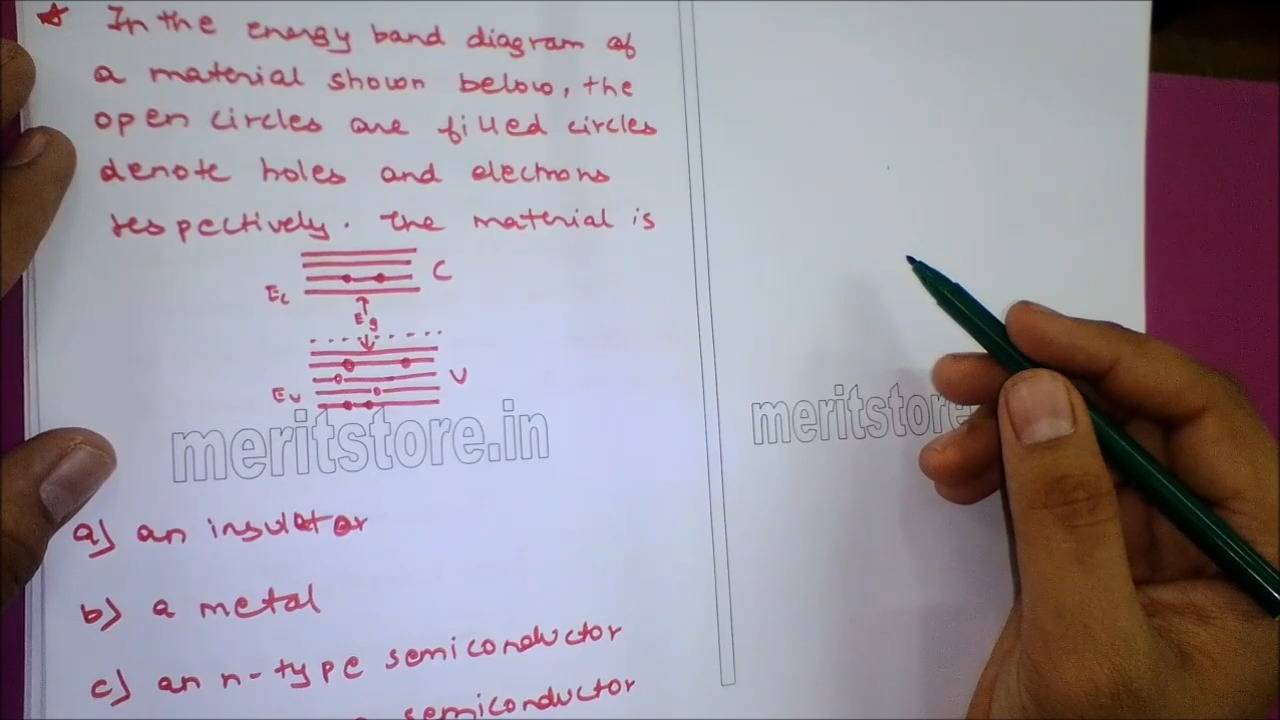 In the energy band diagram of
a material shown below, the
open circles are filled circles
denote holes and electrons
respectively. The material is
C
Ec
Eg
V
Ev
meritstore.in
meritstore
a) an insulator
b) a metal
c) an n-type semiconductor
semiconductor